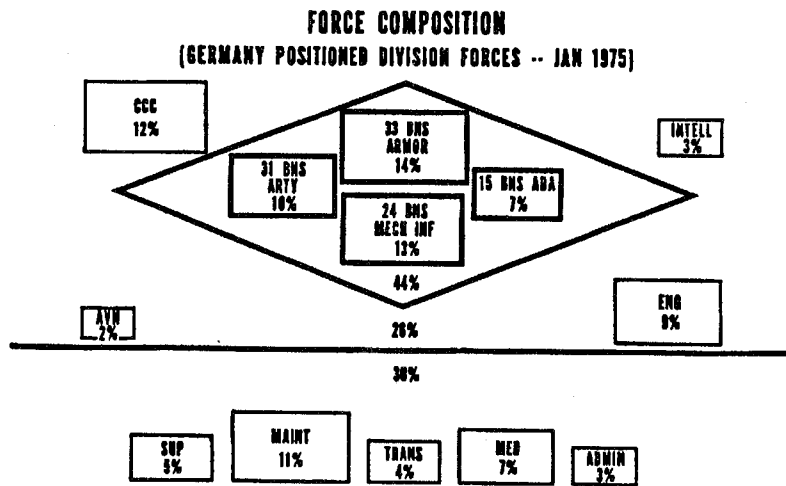 FORCE COMPOSITION
(GERMANY POSITIONED DIVISION FORCES -- JAN 1975)
CCC
12%
33 BNS
ARMOR
14%
INTELL
3%
31 BNS
ARTY
10%
15 BNS ADA
7%
24 BNS
MECH INF
13%
44%
AVN
2%
26%
ENG
9%
30%
SUP
5%
MAINT
11%
TRANS
4%
MED
7%
ADMIN
3%